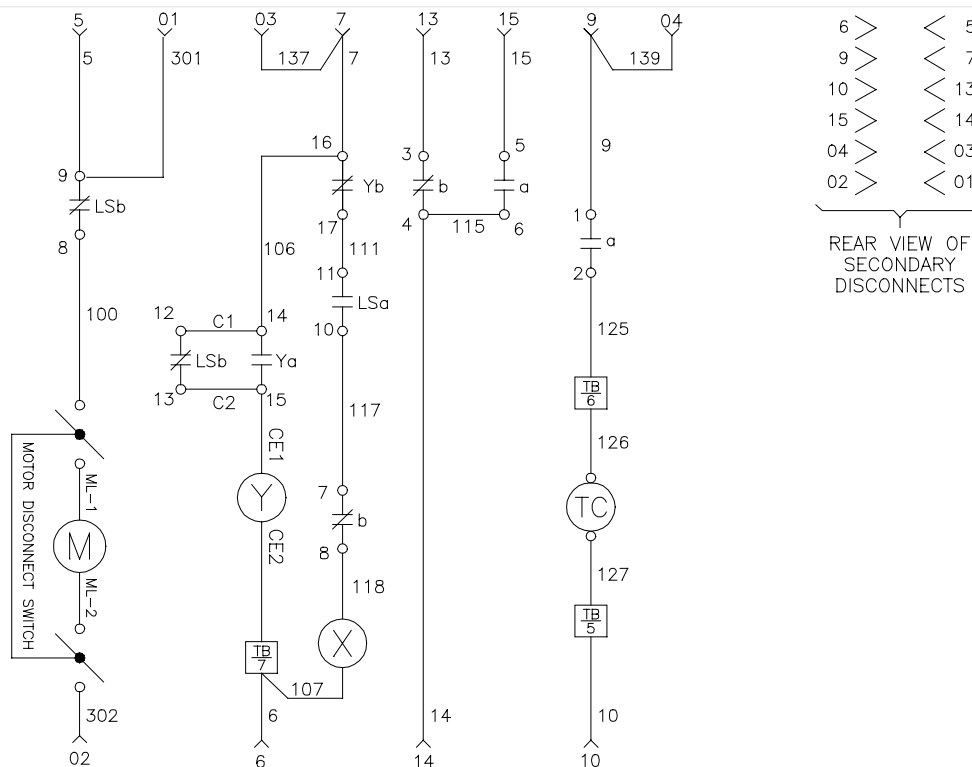 5 01 03 7 13 15 9 04
5 301 137 7 13 15 139
6 5
9 7
10 13
15 14
04 03
02 01
REAR VIEW OF
SECONDARY
DISCONNECTS
16 3 5 9
9 Yb b a
LSb 17 4 115 6 1
8 106 111 a
11 2
LSa
100 12 C1 14 10 125
LSb Ya
13 C2 15 TB
6
117
CE1 126
MOTOR DISCONNECT SWITCH
ML-1 Y 7 TC
M CE2 b
8
ML-2 118 127
TB
5
TB
7
X
107
302 6 14 10
02 6 14 10